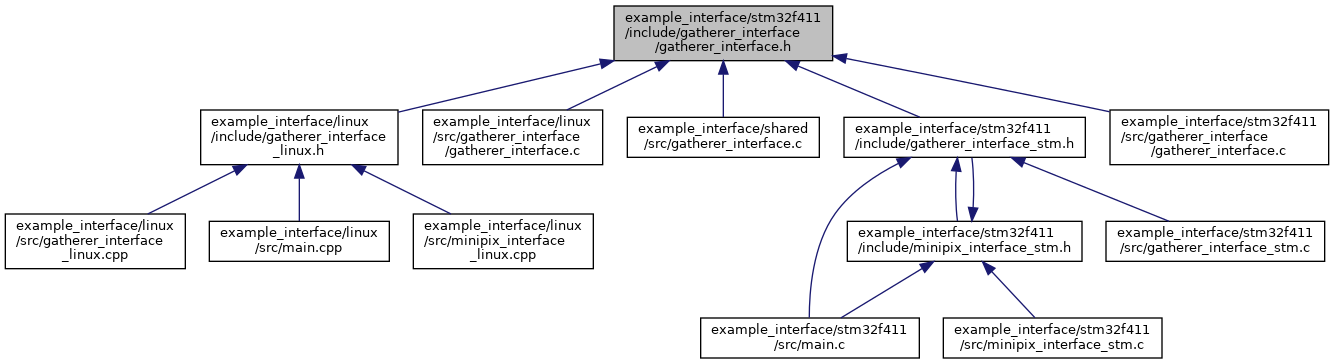 example_interface/stm32f411
/include/gatherer_interface
/gatherer_interface.h
example_interface/linux
/include/gatherer_interface
_linux.h
example_interface/linux
/src/gatherer_interface
/gatherer_interface.c
example_interface/shared
/src/gatherer_interface.c
example_interface/stm32f411
/include/gatherer_interface_stm.h
example_interface/stm32f411
/src/gatherer_interface
/gatherer_interface.c
example_interface/linux
/src/gatherer_interface
_linux.cpp
example_interface/linux
/src/main.cpp
example_interface/linux
/src/minipix_interface
_linux.cpp
example_interface/stm32f411
/include/minipix_interface_stm.h
example_interface/stm32f411
/src/gatherer_interface_stm.c
example_interface/stm32f411
/src/main.c
example_interface/stm32f411
/src/minipix_interface_stm.c